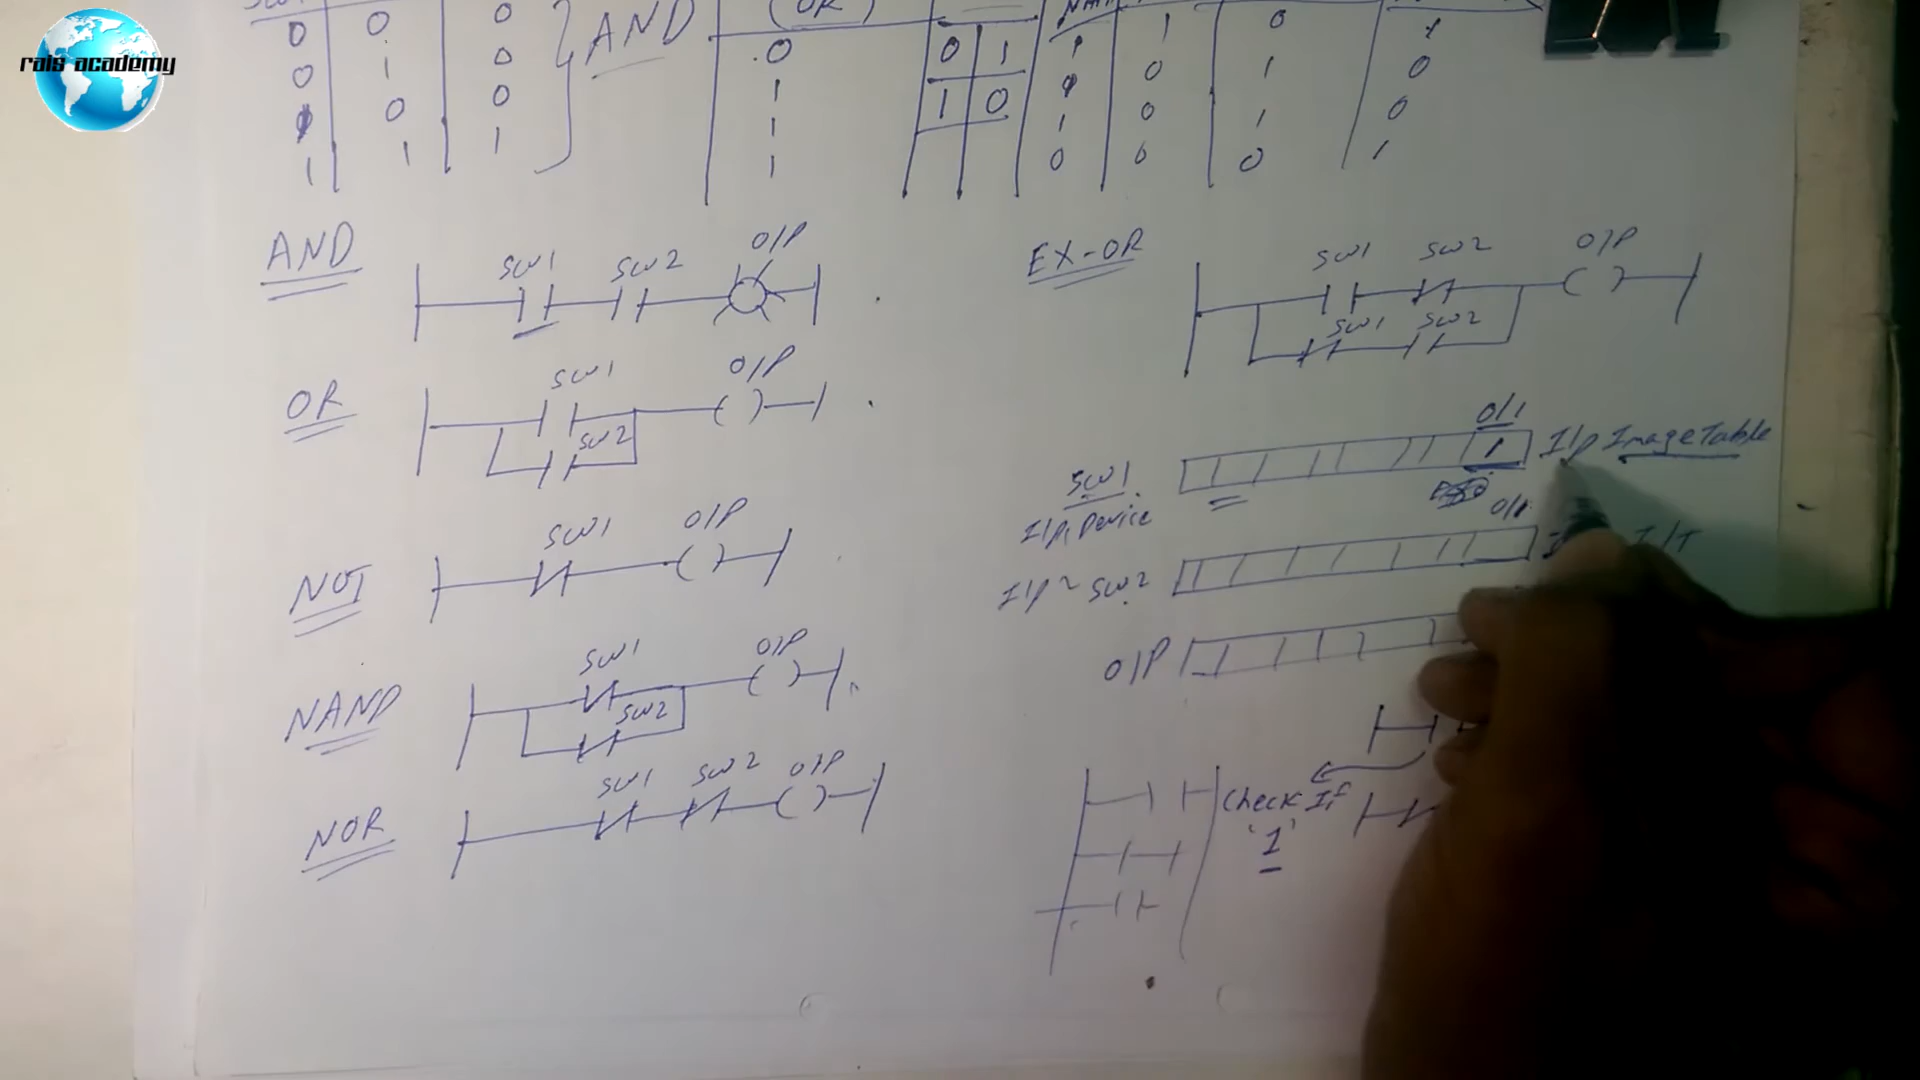 rais academy
0 0 0
0 1 0
0 0
1 1 1
AND
(OR)
0
1
1
1
0 1
1 0
1 0
0 1 0
1 0 1 0
0 0 0 1
AND
SW1 SW2 O/P
OR
SW1 O/P
SW2
NOT
SW1 O/P
NAND
SW1 O/P
SW2
NOR
SW1 SW2 O/P
EX-OR
SW1 SW2 O/P
SW1 SW2
0/1
1
I/P Image Table
SW1
I/P, Device
0/1
I/T
I/P ~ SW2
O/P
Check If
'1'